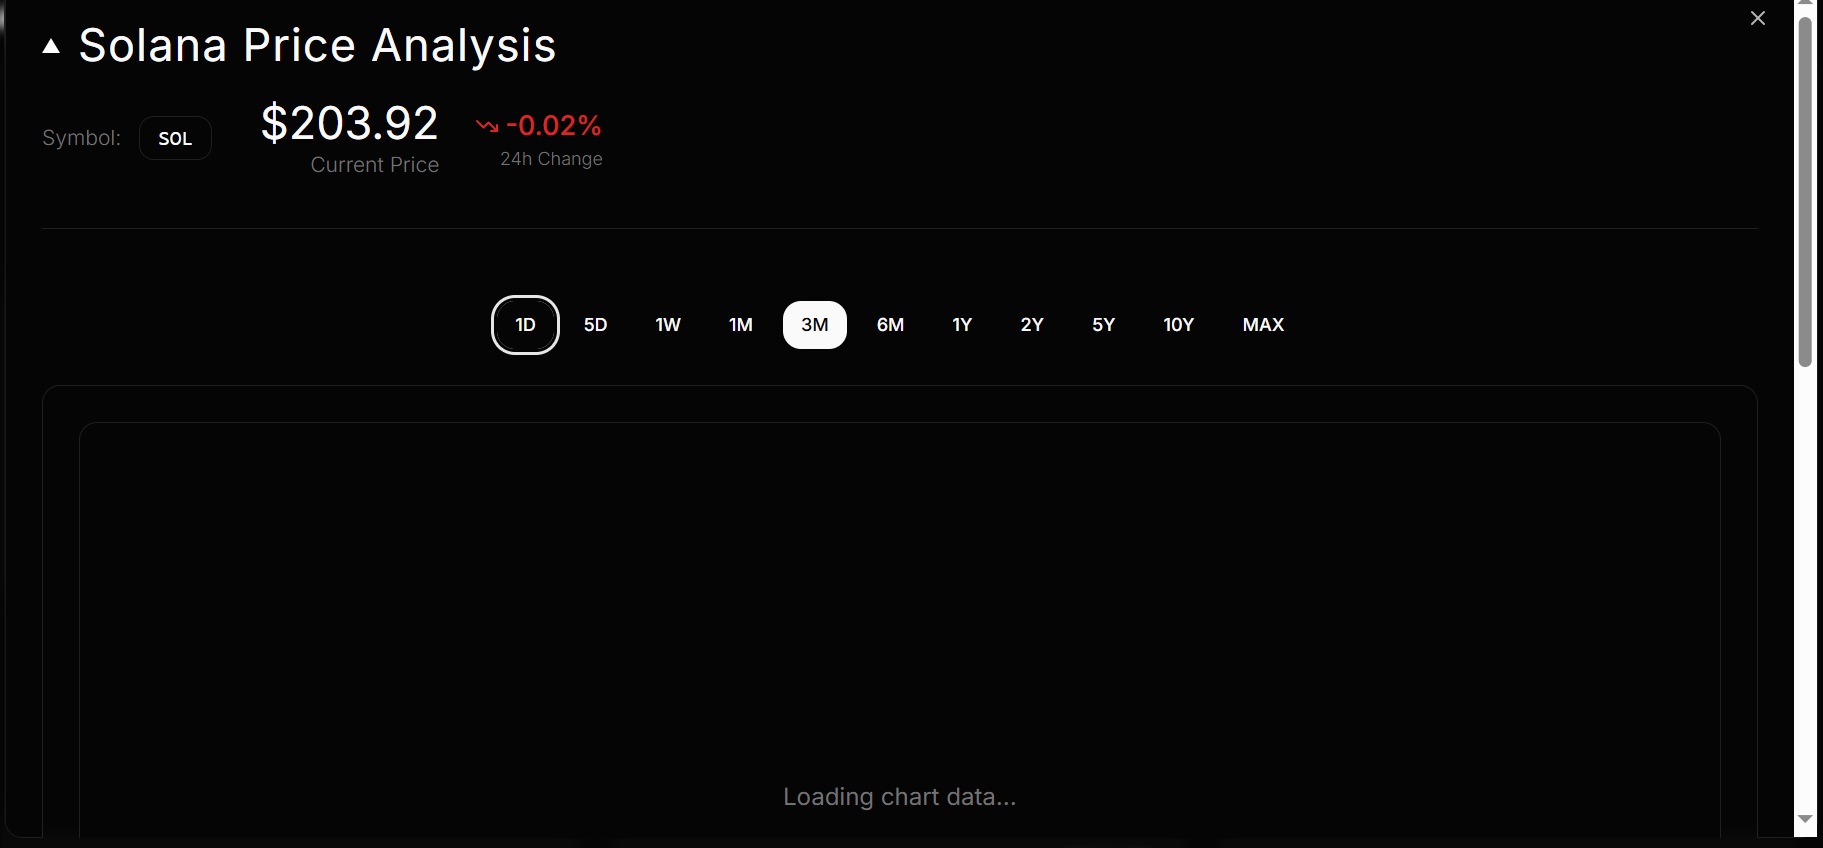 Solana Price Analysis
Symbol: SOL $203.92 -0.02%
Current Price 24h Change
1D 5D 1W 1M 3M 6M 1Y 2Y 5Y 10Y MAX
Loading chart data...